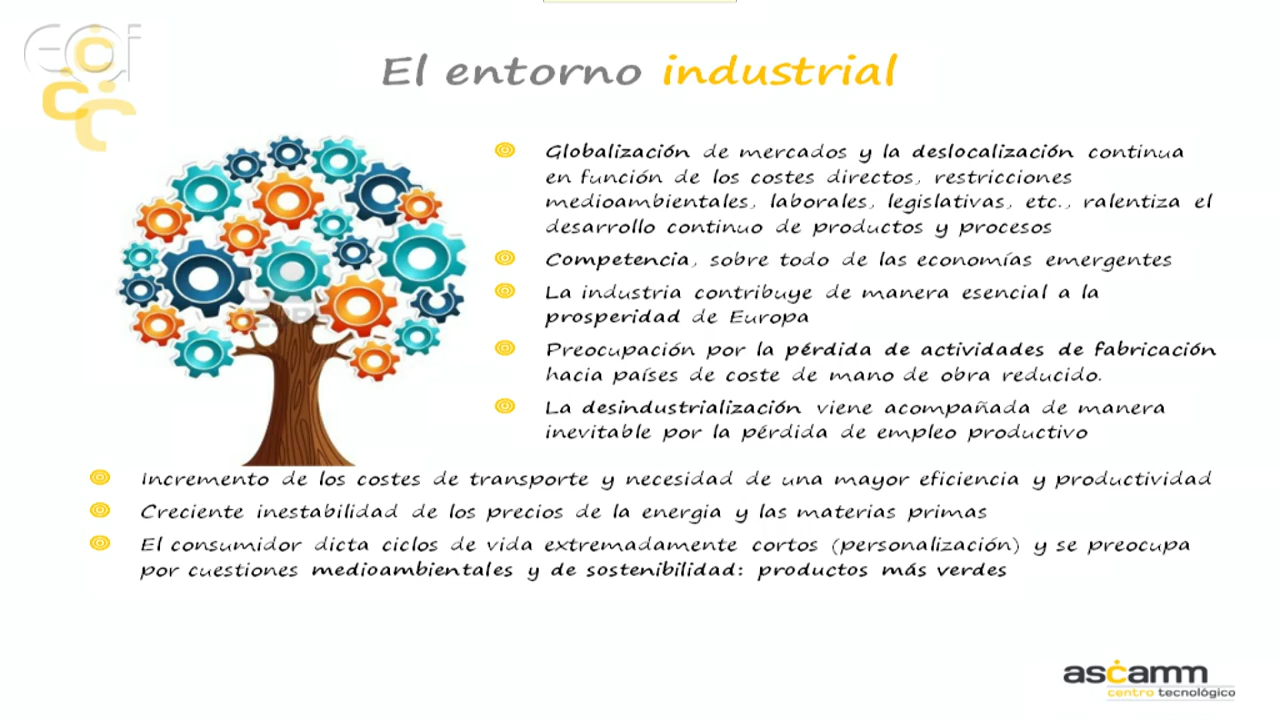 El entorno industrial
Globalización de mercados y la deslocalización continua
en función de los costes directos, restricciones
medioambientales, laborales, legislativas, etc., ralentiza el
desarrollo continuo de productos y procesos
Competencia, sobre todo de las economías emergentes
La industria contribuye de manera esencial a la
prosperidad de Europa
Preocupación por la pérdida de actividades de fabricación
hacia países de coste de mano de obra reducido.
La desindustrialización viene acompañada de manera
inevitable por la pérdida de empleo productivo
Incremento de los costes de transporte y necesidad de una mayor eficiencia y productividad
Creciente inestabilidad de los precios de la energia y las materias primas
El consumidor dicta ciclos de vida extremadamente cortos (personalización) y se preocupa
por cuestiones medioambientales y de sostenibilidad: productos más verdes
ascamm
centro tecnológico